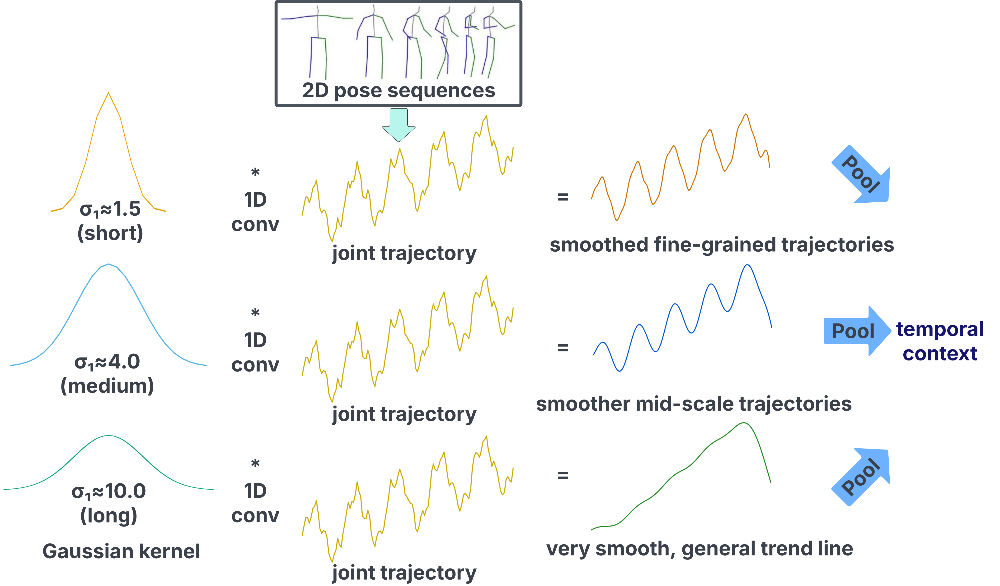 2D pose sequences
σ₁≈1.5
(short)
*
1D
conv
joint trajectory
=
smoothed fine-grained trajectories
Pool
σ₁≈4.0
(medium)
*
1D
conv
joint trajectory
=
smoother mid-scale trajectories
Pool
temporal
context
σ₁≈10.0
(long)
Gaussian kernel
*
1D
conv
joint trajectory
=
very smooth, general trend line
Pool